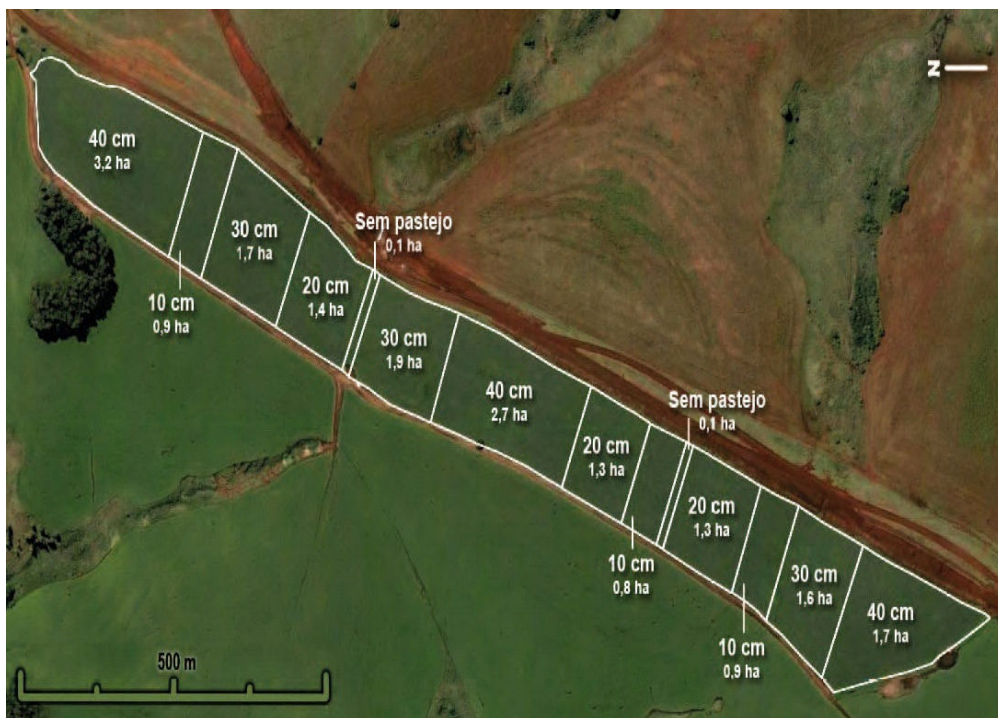 N
40 cm
3,2 ha
10 cm
0,9 ha
30 cm
1,7 ha
20 cm
1,4 ha
Sem pastejo
0,1 ha
30 cm
1,9 ha
40 cm
2,7 ha
20 cm
1,3 ha
10 cm
0,8 ha
Sem pastejo
0,1 ha
20 cm
1,3 ha
10 cm
0,9 ha
30 cm
1,6 ha
40 cm
1,7 ha
500 m